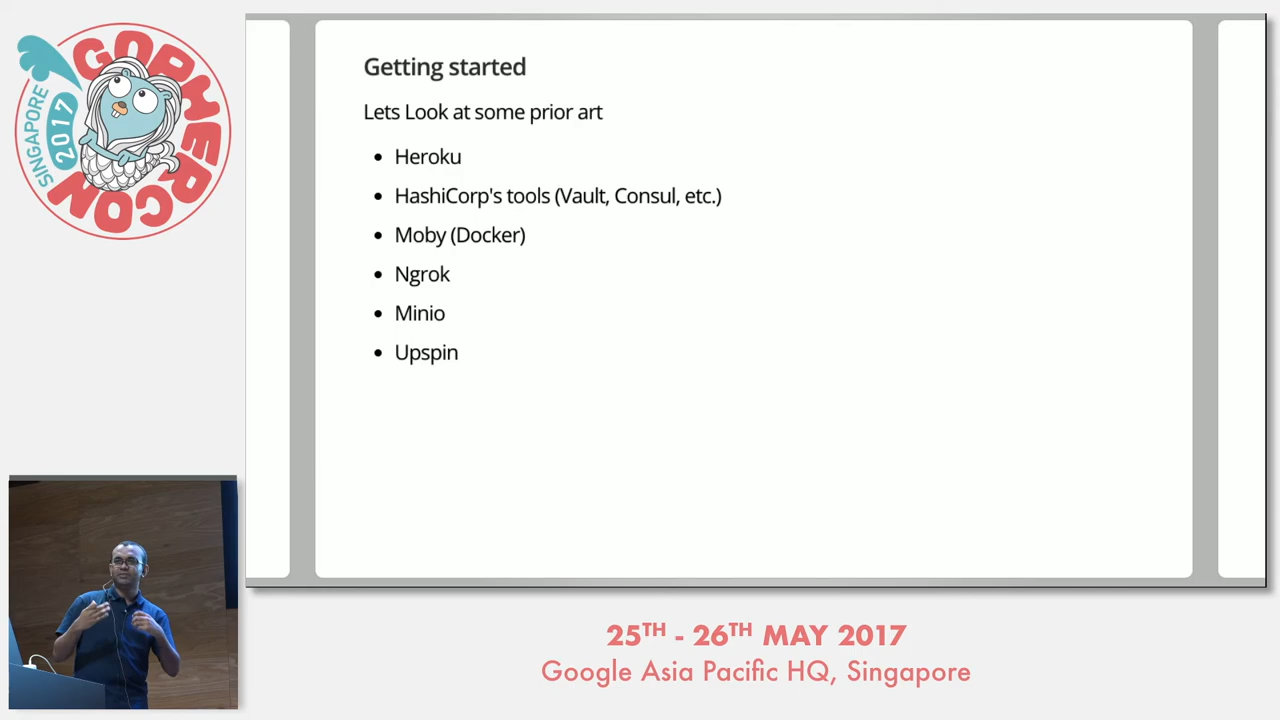 GOPHERCON
SINGAPORE
2017
Getting started
Lets Look at some prior art
• Heroku
• HashiCorp's tools (Vault, Consul, etc.)
• Moby (Docker)
• Ngrok
• Minio
• Upspin
25TH - 26TH MAY 2017
Google Asia Pacific HQ, Singapore